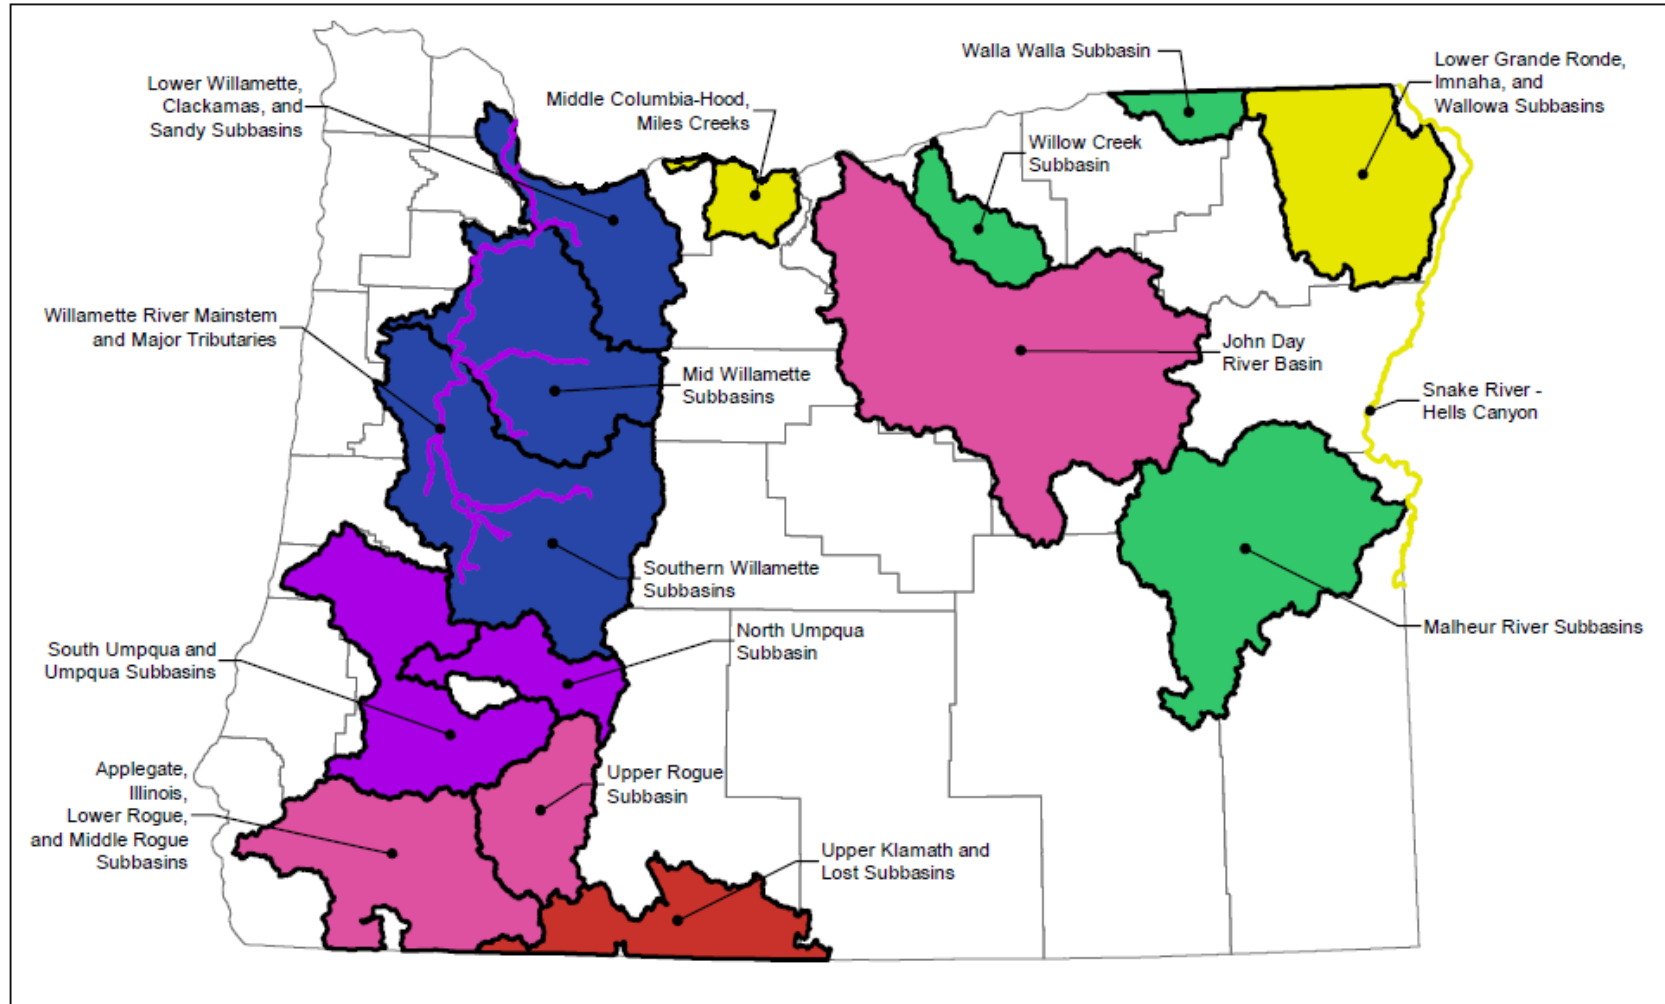 Walla Walla Subbasin
Lower Grande Ronde,
Imnaha, and
Wallowa Subbasins
Lower Willamette,
Clackamas, and
Sandy Subbasins
Middle Columbia-Hood,
Miles Creeks
Willow Creek
Subbasin
Willamette River Mainstem
and Major Tributaries
John Day
River Basin
Mid Willamette
Subbasins
Snake River -
Hells Canyon
Southern Willamette
Subbasins
North Umpqua
Subbasin
Malheur River Subbasins
South Umpqua and
Umpqua Subbasins
Applegate,
Illinois,
Lower Rogue,
and Middle Rogue
Subbasins
Upper Rogue
Subbasin
Upper Klamath and
Lost Subbasins